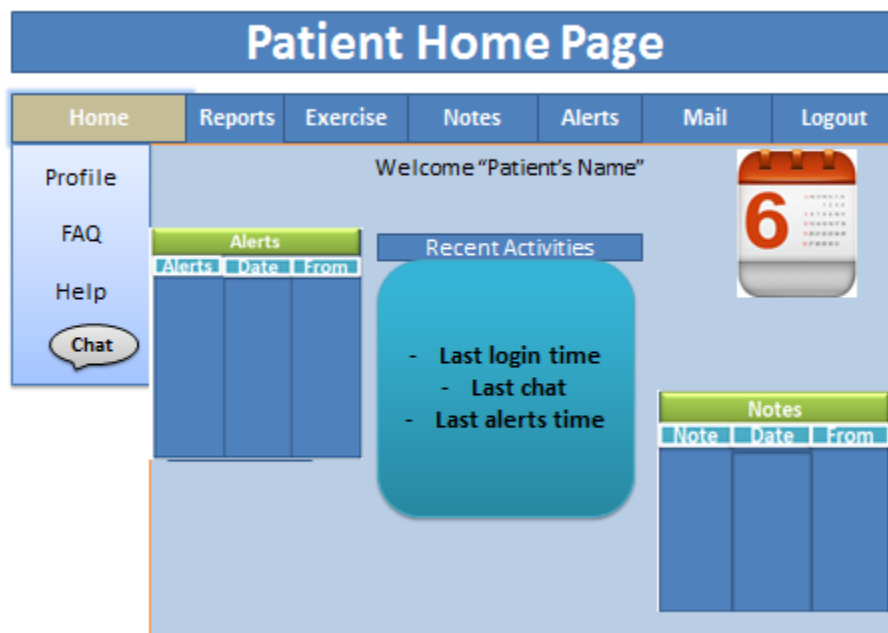 Patient Home Page
Home Reports Exercise Notes Alerts Mail Logout
Profile
FAQ
Help
Chat
Welcome “Patient’s Name”
6
Alerts
Alerts Date From
Recent Activities
- Last login time
- Last chat
- Last alerts time
Notes
Note Date From